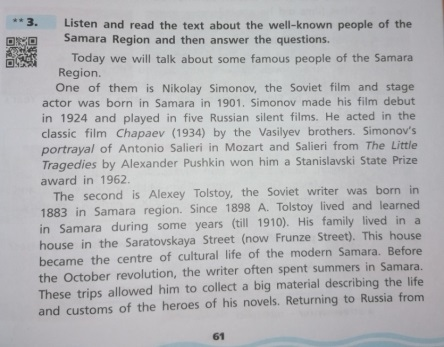 ** 3. Listen and read the text about the well-known people of the
Samara Region and then answer the questions.
Today we will talk about some famous people of the Samara
Region.
One of them is Nikolay Simonov, the Soviet film and stage
actor was born in Samara in 1901. Simonov made his film debut
in 1924 and played in five Russian silent films. He acted in the
classic film Chapaev (1934) by the Vasilyev brothers. Simonov's
portrayal of Antonio Salieri in Mozart and Salieri from The Little
Tragedies by Alexander Pushkin won him a Stanislavski State Prize
award in 1962.
The second is Alexey Tolstoy, the Soviet writer was born in
1883 in Samara region. Since 1898 A. Tolstoy lived and learned
in Samara during some years (till 1910). His family lived in a
house in the Saratovskaya Street (now Frunze Street). This house
became the centre of cultural life of the modern Samara. Before
the October revolution, the writer often spent summers in Samara.
These trips allowed him to collect a big material describing the life
and customs of the heroes of his novels. Returning to Russia from
61